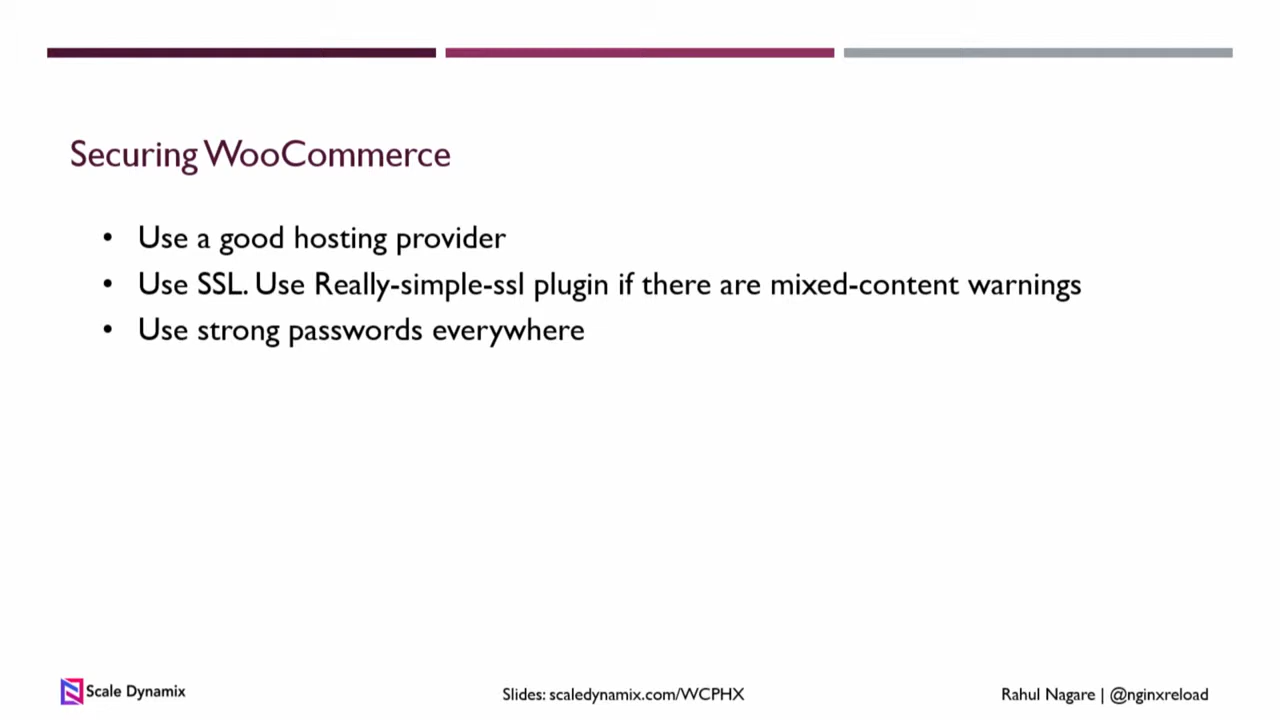 Securing WooCommerce
• Use a good hosting provider
• Use SSL. Use Really-simple-ssl plugin if there are mixed-content warnings
• Use strong passwords everywhere
Scale Dynamix
Slides: scaledynamix.com/WCPHX
Rahul Nagare | @nginxreload